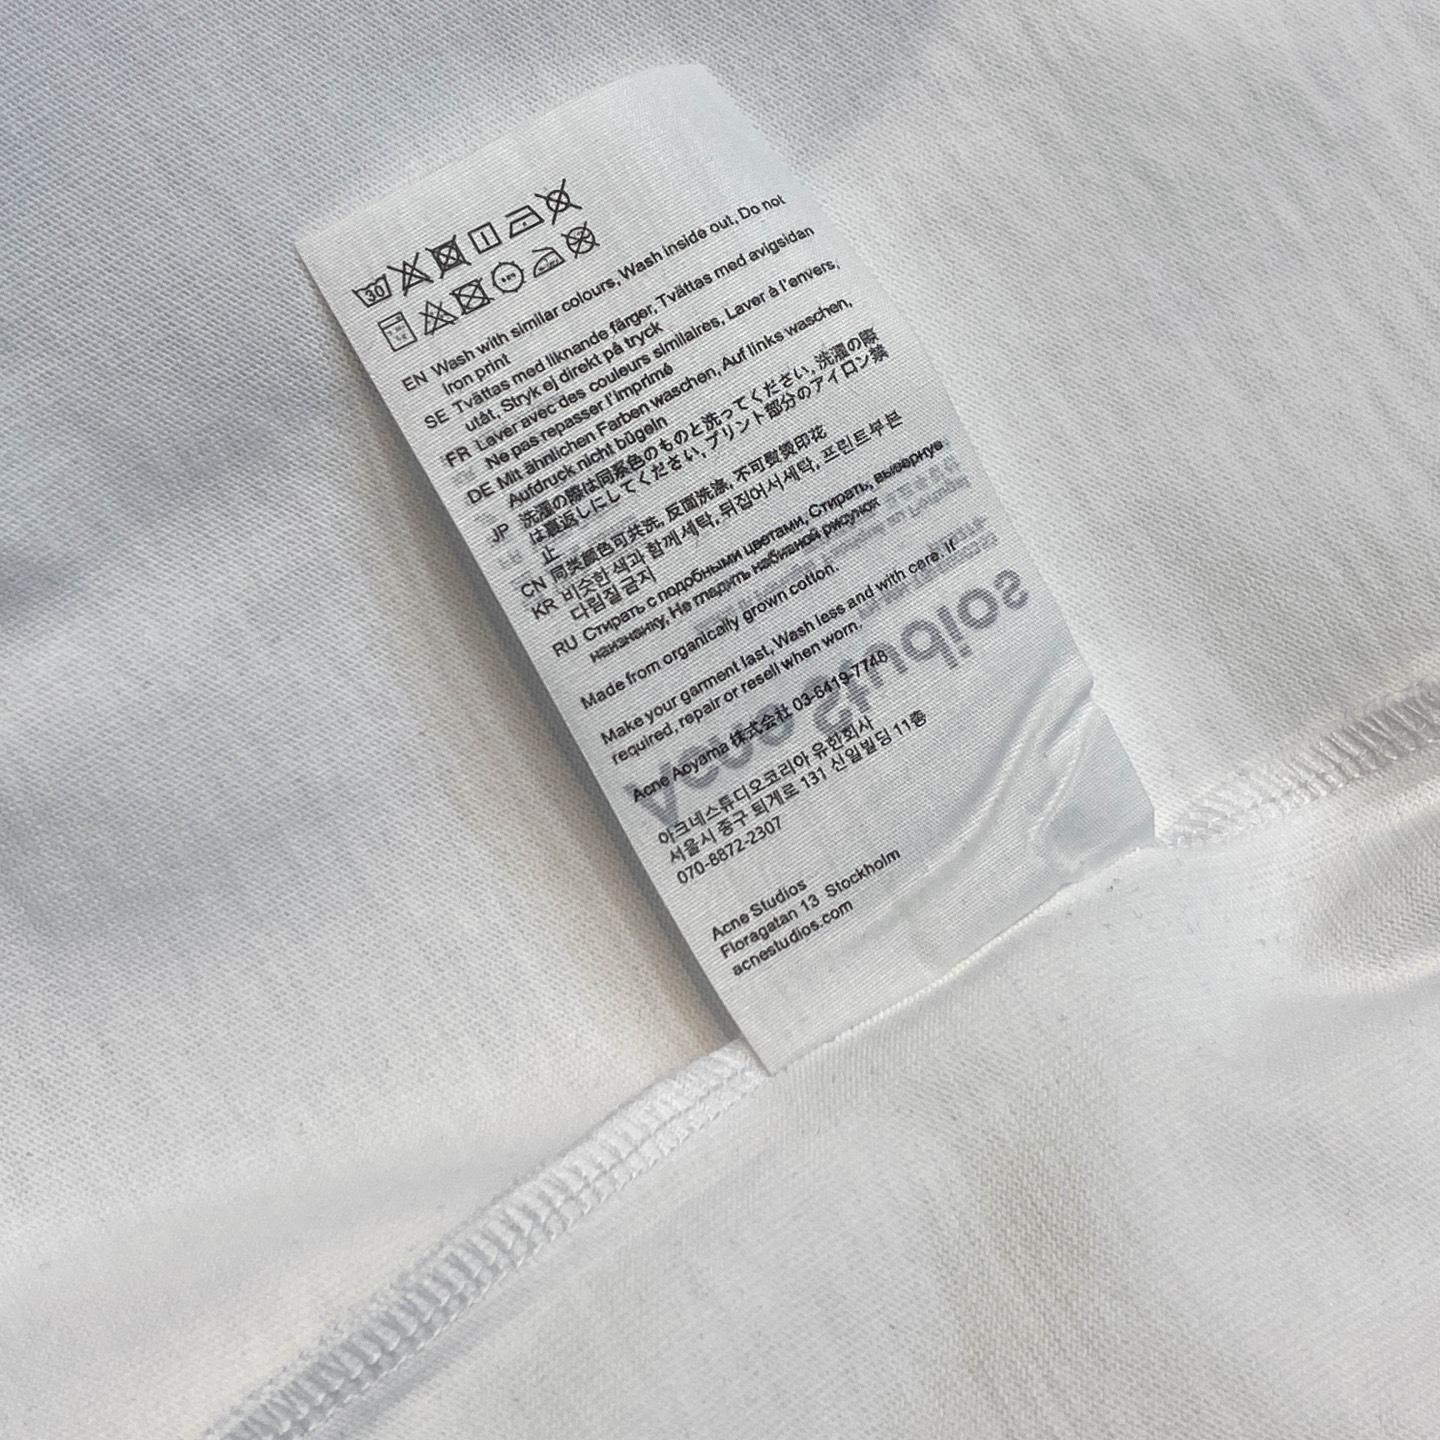 30
EN Wash with similar colours, Wash inside out, Do not
iron print
SE Tvättas med liknande färger, Tvättas med avigsidan
utåt, Stryk ej direkt på tryck
FR Laver avec des couleurs similaires, Laver à l'envers,
Ne pas repasser l'imprimé
DE Mit ähnlichen Farben waschen, Auf links waschen,
Aufdruck nicht bügeln
JP 洗濯の際は同系色のものと洗ってください, 洗濯の際
は裏返しにしてください, プリント部分のアイロン禁
止
CN 同类颜色可共洗, 反面洗涤, 不可熨烫印花
KR 비슷한 색과 함께 세탁, 뒤집어서 세탁, 프린트 부분
다림질 금지
RU Стирать с подобными цветами, Стирать, вывернув
наизнанку, Не гладить набивной рисунок
Made from organically grown cotton.
Make your garment last, Wash less and with care. If
required, repair or resell when worn.
Acne Aoyama 株式会社 03-6419-7748
아크네스튜디오코리아 유한회사
서울시 중구 퇴계로 131 신일빌딩 11층
070-8872-2307
Acne Studios
Floragatan 13 Stockholm
acnestudios.com
Acne Studios